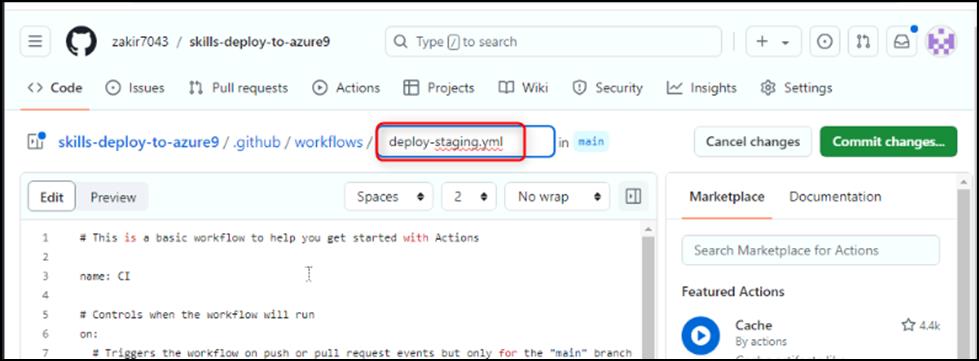 zakir7043 / skills-deploy-to-azure9
Type / to search
Code Issues Pull requests Actions Projects Wiki Security Insights Settings
skills-deploy-to-azure9 / .github / workflows / deploy-staging.yml in main
Cancel changes Commit changes...
Edit Preview Spaces 2 No wrap
Marketplace Documentation
1 # This is a basic workflow to help you get started with Actions
2
3 name: CI
4
5 # Controls when the workflow will run
6 on:
7 # Triggers the workflow on push or pull request events but only for the "main" branch
Search Marketplace for Actions
Featured Actions
Cache 4.4k
By actions